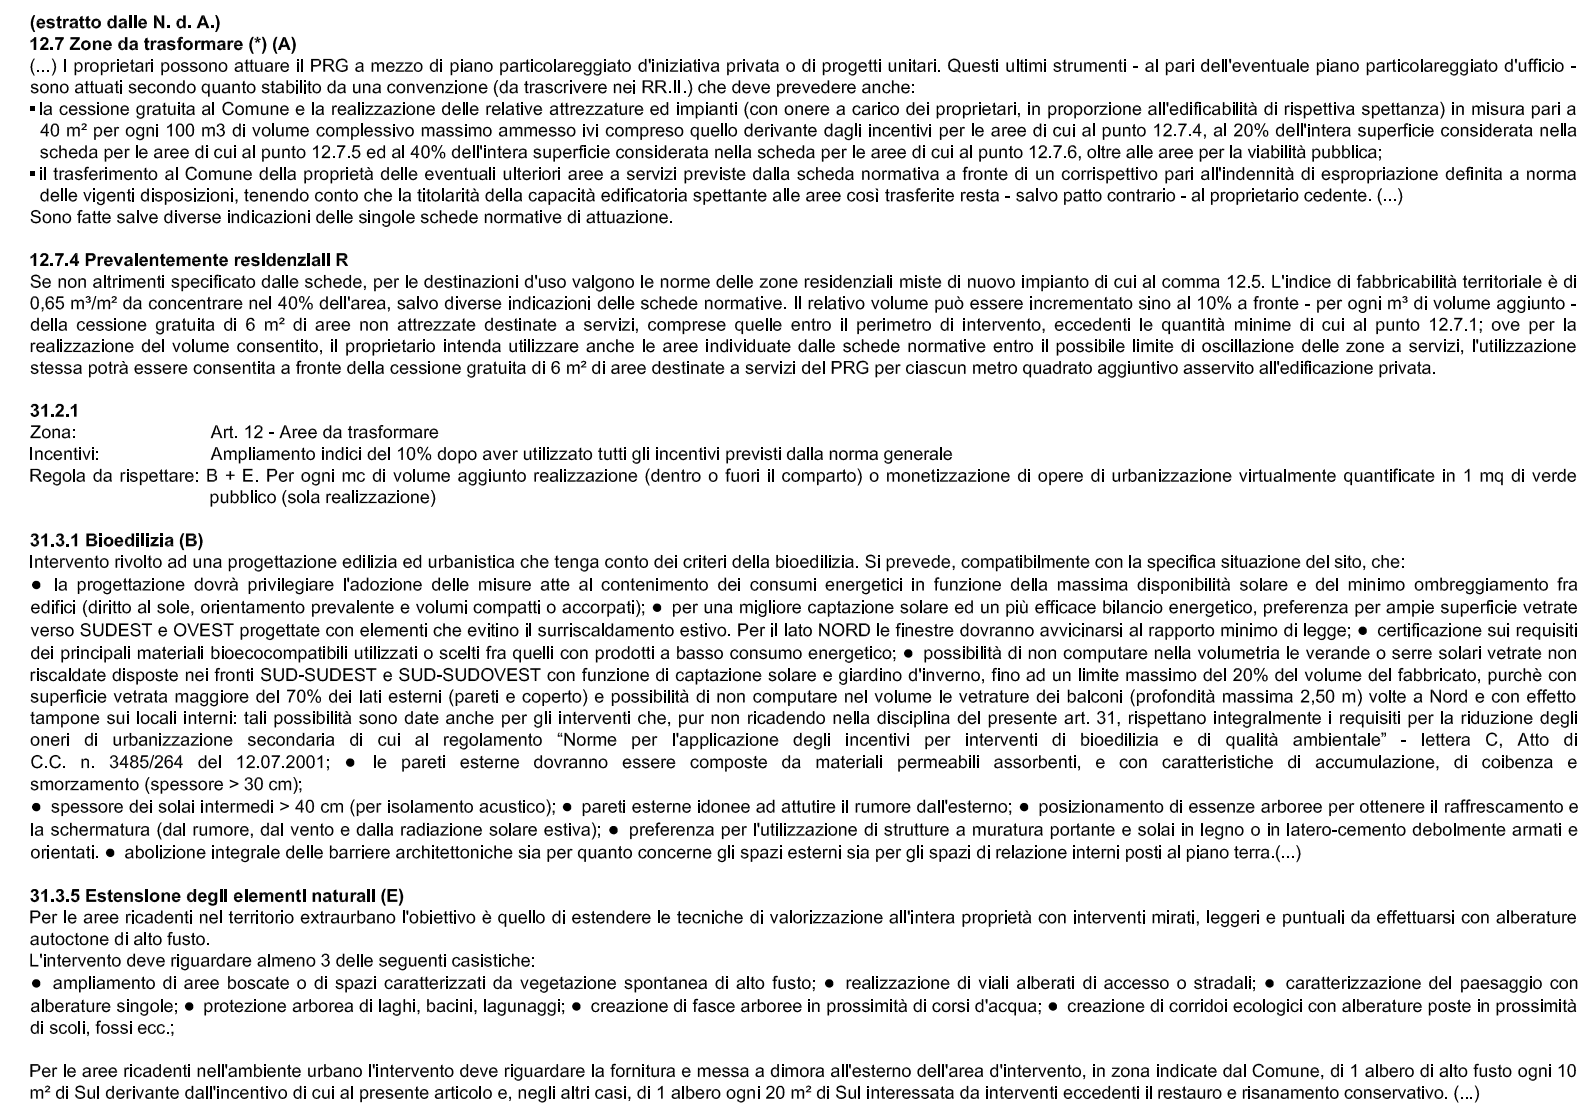 (estratto dalle N. d. A.)
12.7 Zone da trasformare (*) (A)
(...) I proprietari possono attuare il PRG a mezzo di piano particolareggiato d'iniziativa privata o di progetti unitari. Questi ultimi strumenti - al pari dell'eventuale piano particolareggiato d'ufficio -
sono attuati secondo quanto stabilito da una convenzione (da trascrivere nei RR.II.) che deve prevedere anche:
▪ la cessione gratuita al Comune e la realizzazione delle relative attrezzature ed impianti (con onere a carico dei proprietari, in proporzione all'edificabilità di rispettiva spettanza) in misura pari a
40 m² per ogni 100 m3 di volume complessivo massimo ammesso ivi compreso quello derivante dagli incentivi per le aree di cui al punto 12.7.4, al 20% dell'intera superficie considerata nella
scheda per le aree di cui al punto 12.7.5 ed al 40% dell'intera superficie considerata nella scheda per le aree di cui al punto 12.7.6, oltre alle aree per la viabilità pubblica;
▪ il trasferimento al Comune della proprietà delle eventuali ulteriori aree a servizi previste dalla scheda normativa a fronte di un corrispettivo pari all'indennità di espropriazione definita a norma
delle vigenti disposizioni, tenendo conto che la titolarità della capacità edificatoria spettante alle aree così trasferite resta - salvo patto contrario - al proprietario cedente. (...)
Sono fatte salve diverse indicazioni delle singole schede normative di attuazione.
12.7.4 Prevalentemente residenziali R
Se non altrimenti specificato dalle schede, per le destinazioni d'uso valgono le norme delle zone residenziali miste di nuovo impianto di cui al comma 12.5. L'indice di fabbricabilità territoriale è di
0,65 m³/m² da concentrare nel 40% dell'area, salvo diverse indicazioni delle schede normative. Il relativo volume può essere incrementato sino al 10% a fronte - per ogni m³ di volume aggiunto -
della cessione gratuita di 6 m² di aree non attrezzate destinate a servizi, comprese quelle entro il perimetro di intervento, eccedenti le quantità minime di cui al punto 12.7.1; ove per la
realizzazione del volume consentito, il proprietario intenda utilizzare anche le aree individuate dalle schede normative entro il possibile limite di oscillazione delle zone a servizi, l'utilizzazione
stessa potrà essere consentita a fronte della cessione gratuita di 6 m² di aree destinate a servizi del PRG per ciascun metro quadrato aggiuntivo asservito all'edificazione privata.
31.2.1
Zona: Art. 12 - Aree da trasformare
Incentivi: Ampliamento indici del 10% dopo aver utilizzato tutti gli incentivi previsti dalla norma generale
Regola da rispettare: B + E. Per ogni mc di volume aggiunto realizzazione (dentro o fuori il comparto) o monetizzazione di opere di urbanizzazione virtualmente quantificate in 1 mq di verde
pubblico (sola realizzazione)
31.3.1 Bioedilizia (B)
Intervento rivolto ad una progettazione edilizia ed urbanistica che tenga conto dei criteri della bioedilizia. Si prevede, compatibilmente con la specifica situazione del sito, che:
● la progettazione dovrà privilegiare l'adozione delle misure atte al contenimento dei consumi energetici in funzione della massima disponibilità solare e del minimo ombreggiamento fra
edifici (diritto al sole, orientamento prevalente e volumi compatti o accorpati); ● per una migliore captazione solare ed un più efficace bilancio energetico, preferenza per ampie superficie vetrate
verso SUDEST e OVEST progettate con elementi che evitino il surriscaldamento estivo. Per il lato NORD le finestre dovranno avvicinarsi al rapporto minimo di legge; ● certificazione sui requisiti
dei principali materiali bioecocompatibili utilizzati o scelti fra quelli con prodotti a basso consumo energetico; ● possibilità di non computare nella volumetria le verande o serre solari vetrate non
riscaldate disposte nei fronti SUD-SUDEST e SUD-SUDOVEST con funzione di captazione solare e giardino d'inverno, fino ad un limite massimo del 20% del volume del fabbricato, purchè con
superficie vetrata maggiore del 70% dei lati esterni (pareti e coperto) e possibilità di non computare nel volume le vetrature dei balconi (profondità massima 2,50 m) volte a Nord e con effetto
tampone sui locali interni: tali possibilità sono date anche per gli interventi che, pur non ricadendo nella disciplina del presente art. 31, rispettano integralmente i requisiti per la riduzione degli
oneri di urbanizzazione secondaria di cui al regolamento “Norme per l'applicazione degli incentivi per interventi di bioedilizia e di qualità ambientale” - lettera C, Atto di
C.C. n. 3485/264 del 12.07.2001; ● le pareti esterne dovranno essere composte da materiali permeabili assorbenti, e con caratteristiche di accumulazione, di coibenza e
smorzamento (spessore > 30 cm);
● spessore dei solai intermedi > 40 cm (per isolamento acustico); ● pareti esterne idonee ad attutire il rumore dall'esterno; ● posizionamento di essenze arboree per ottenere il raffrescamento e
la schermatura (dal rumore, dal vento e dalla radiazione solare estiva); ● preferenza per l'utilizzazione di strutture a muratura portante e solai in legno o in latero-cemento debolmente armati e
orientati. ● abolizione integrale delle barriere architettoniche sia per quanto concerne gli spazi esterni sia per gli spazi di relazione interni posti al piano terra.(...)
31.3.5 Estensione degli elementi naturali (E)
Per le aree ricadenti nel territorio extraurbano l'obiettivo è quello di estendere le tecniche di valorizzazione all'intera proprietà con interventi mirati, leggeri e puntuali da effettuarsi con alberature
autoctone di alto fusto.
L'intervento deve riguardare almeno 3 delle seguenti casistiche:
● ampliamento di aree boscate o di spazi caratterizzati da vegetazione spontanea di alto fusto; ● realizzazione di viali alberati di accesso o stradali; ● caratterizzazione del paesaggio con
alberature singole; ● protezione arborea di laghi, bacini, lagunaggi; ● creazione di fasce arboree in prossimità di corsi d'acqua; ● creazione di corridoi ecologici con alberature poste in prossimità
di scoli, fossi ecc.;
Per le aree ricadenti nell'ambiente urbano l'intervento deve riguardare la fornitura e messa a dimora all'esterno dell'area d'intervento, in zona indicate dal Comune, di 1 albero di alto fusto ogni 10
m² di Sul derivante dall'incentivo di cui al presente articolo e, negli altri casi, di 1 albero ogni 20 m² di Sul interessata da interventi eccedenti il restauro e risanamento conservativo. (...)